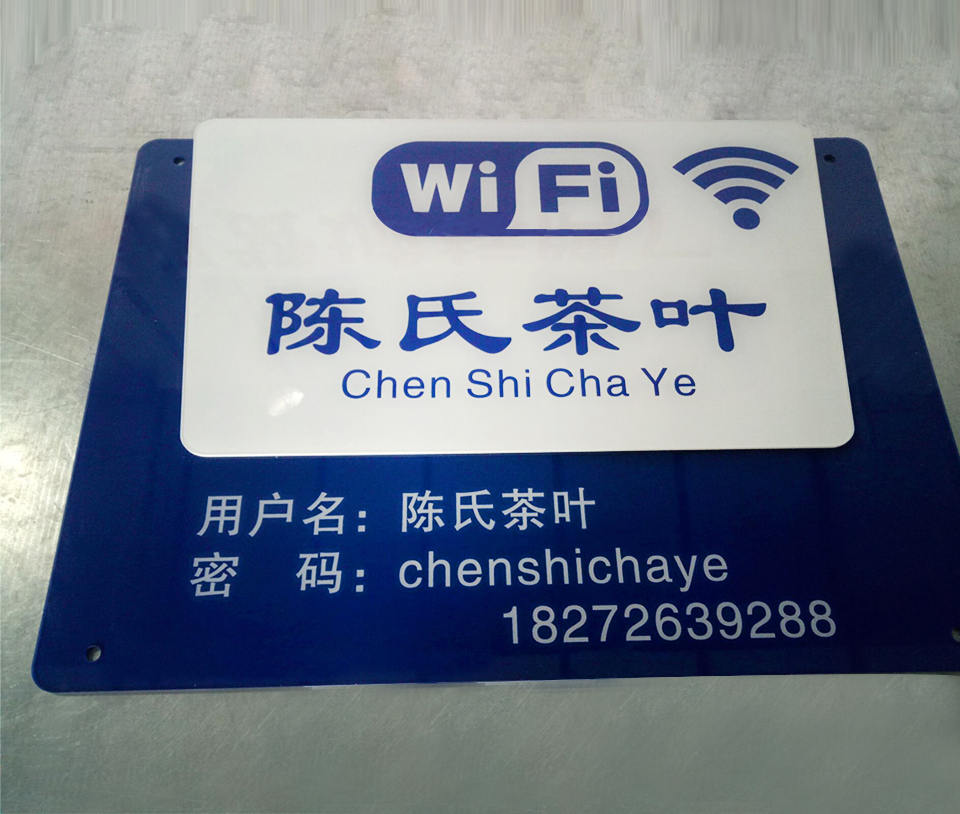 WiFi
陈氏茶叶
Chen Shi Cha Ye
用户名：陈氏茶叶
密 码：chenshichaye
18272639288